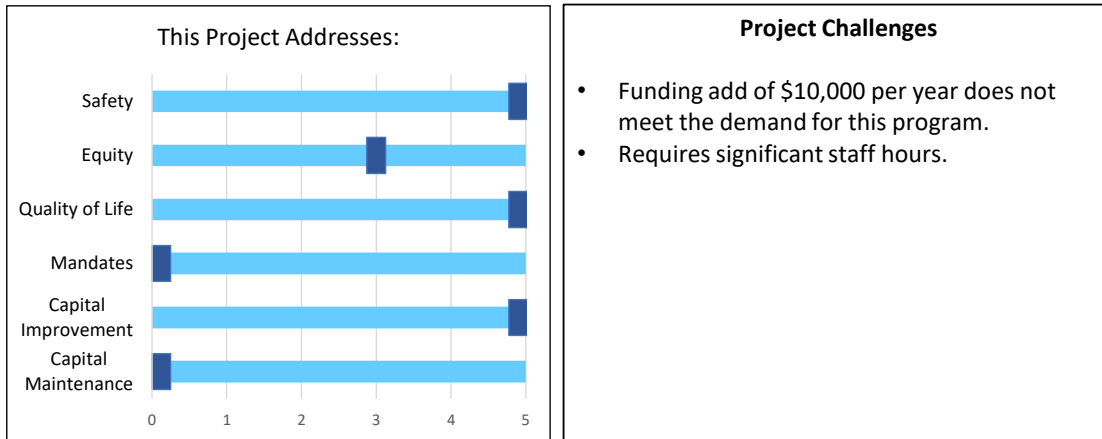 This Project Addresses:
Safety
Equity
Quality of Life
Mandates
Capital
Improvement
Capital
Maintenance
0 1 2 3 4 5
Project Challenges
• Funding add of $10,000 per year does not
meet the demand for this program.
• Requires significant staff hours.